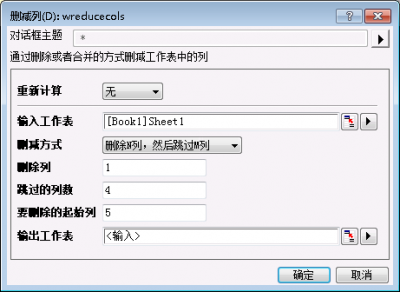 删减列(D): wreducecols
对话框主题 *
通过删除或者合并的方式删减工作表中的列
重新计算 无
输入工作表 [Book1]Sheet1
删减方式 删除N列，然后跳过M列
删除列 1
跳过的列数 4
要删除的起始列 5
输出工作表 <输入>
确定 取消